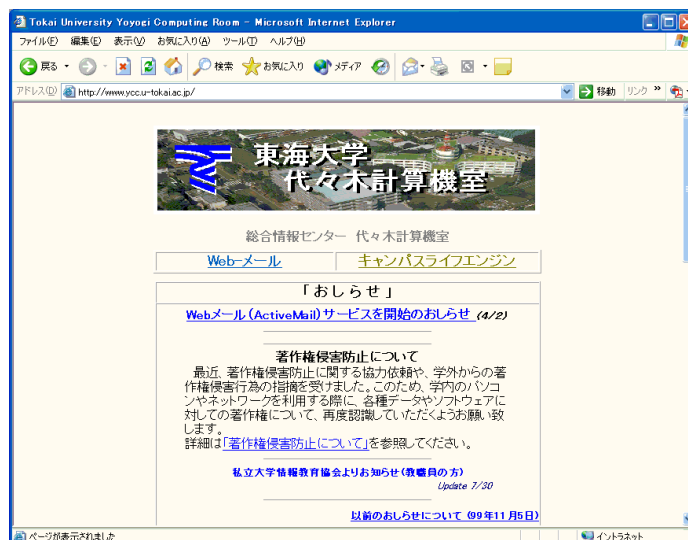 Tokai University Yoyogi Computing Room - Microsoft Internet Explorer
ファイル(F) 編集(E) 表示(V) お気に入り(A) ツール(T) ヘルプ(H)
戻る 検索 お気に入り メディア
アドレス(D) http://www.ycc.u-tokai.ac.jp/ 移動 リンク »
東海大学
代々木計算機室
総合情報センター 代々木計算機室
Web-メール キャンパスライフエンジン
「おしらせ」
Webメール(ActiveMail)サービスを開始のおしらせ (4/2)
著作権侵害防止について
最近、著作権侵害防止に関する協力依頼や、学外からの著
作権侵害行為の指摘を受けました。このため、学内のパソコ
ンやネットワークを利用する際に、各種データやソフトウェアに
対しての著作権について、再度認識していただくようお願い致
します。
詳細は「著作権侵害防止について」を参照してください。
私立大学情報教育協会よりお知らせ(教職員の方)
Update 7/30
以前のおしらせについて (99年11月5日)
ページが表示されました イントラネット